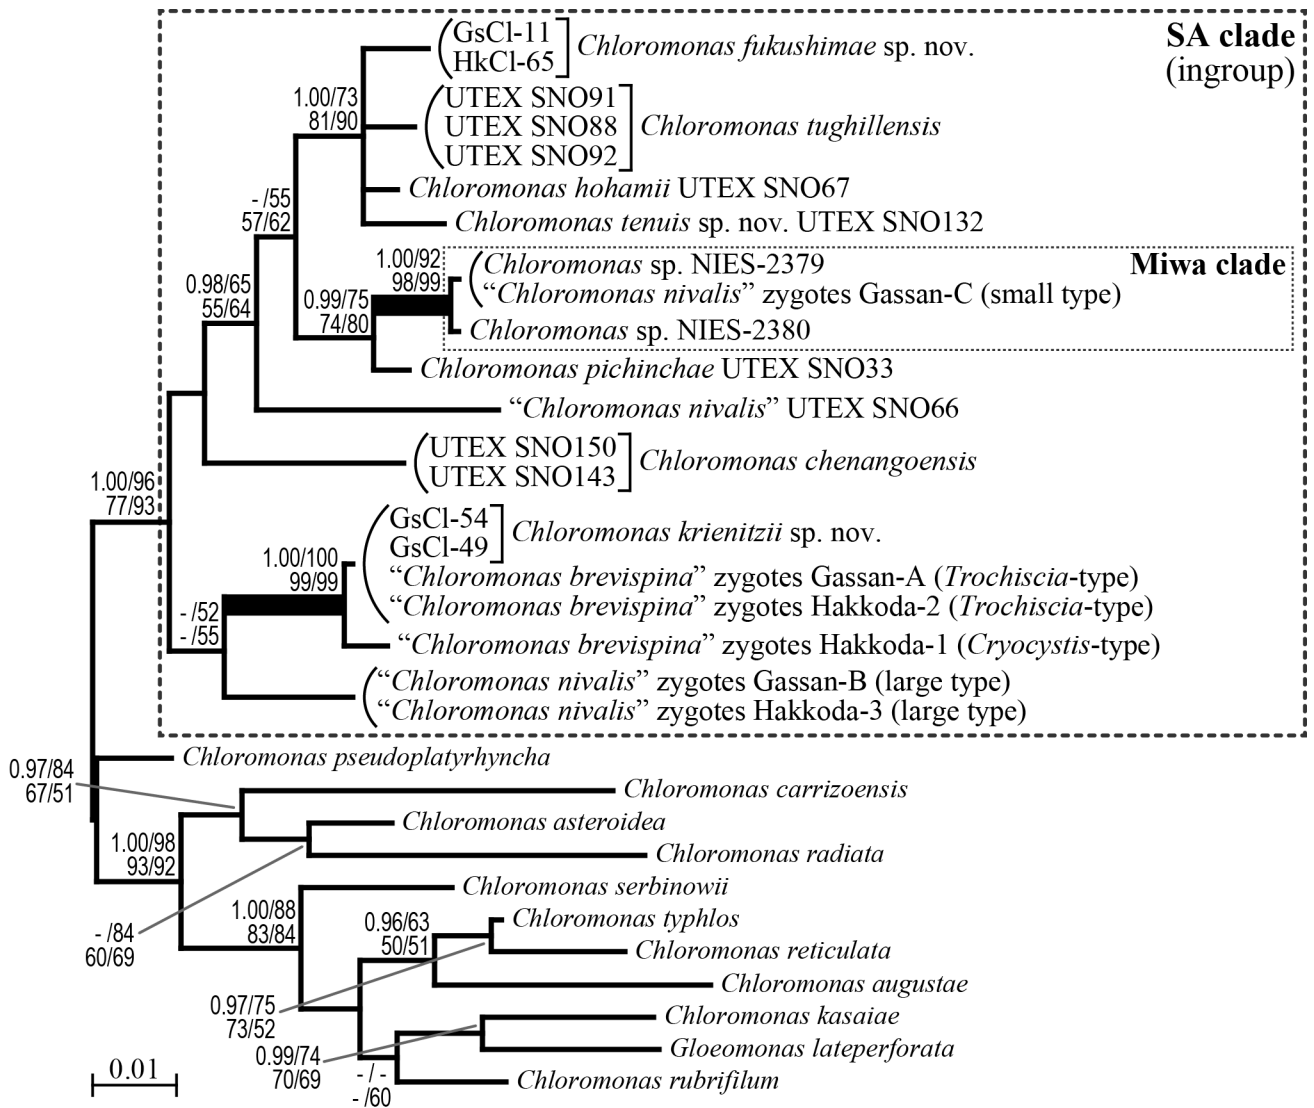 SA clade
(ingroup)
GsCl-11
HkCl-65
Chloromonas fukushimae sp. nov.
1.00/73
81/90
UTEX SNO91
UTEX SNO88
UTEX SNO92
Chloromonas tughillensis
Chloromonas hohamii UTEX SNO67
- /55
57/62
Chloromonas tenuis sp. nov. UTEX SNO132
Miwa clade
1.00/92
98/99
Chloromonas sp. NIES-2379
“Chloromonas nivalis” zygotes Gassan-C (small type)
Chloromonas sp. NIES-2380
0.98/65
55/64
0.99/75
74/80
Chloromonas pichinchae UTEX SNO33
“Chloromonas nivalis” UTEX SNO66
UTEX SNO150
UTEX SNO143
Chloromonas chenangoensis
1.00/96
77/93
GsCl-54
GsCl-49
Chloromonas krienitzii sp. nov.
1.00/100
99/99
“Chloromonas brevispina” zygotes Gassan-A (Trochiscia-type)
“Chloromonas brevispina” zygotes Hakkoda-2 (Trochiscia-type)
- /52
- /55
“Chloromonas brevispina” zygotes Hakkoda-1 (Cryocystis-type)
“Chloromonas nivalis” zygotes Gassan-B (large type)
“Chloromonas nivalis” zygotes Hakkoda-3 (large type)
Chloromonas pseudoplatyrhyncha
0.97/84
67/51
Chloromonas carrizoensis
Chloromonas asteroidea
1.00/98
93/92
Chloromonas radiata
Chloromonas serbinowii
- /84
60/69
1.00/88
83/84
0.96/63
50/51
Chloromonas typhlos
Chloromonas reticulata
Chloromonas augustae
0.97/75
73/52
Chloromonas kasaiae
Gloeomonas lateperforata
0.99/74
70/69
Chloromonas rubrifilum
- / -
- /60
0.01